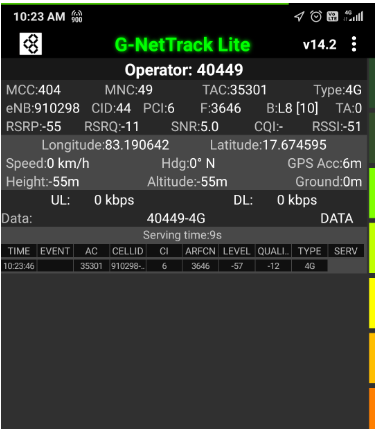 10:23 AM 900 4G
G-NetTrack Lite v14.2
Operator: 40449
MCC:404 MNC:49 TAC:35301 Type:4G
eNB:910298 CID:44 PCI:6 F:3646 B:L8 [10] TA:0
RSRP:-55 RSRQ:-11 SNR:5.0 CQI:- RSSI:-51
Longitude:83.190642 Latitude:17.674595
Speed:0 km/h Hdg:0° N GPS Acc:6m
Height:-55m Altitude:-55m Ground:0m
UL: 0 kbps DL: 0 kbps
Data: 40449-4G DATA
Serving time:9s
TIME EVENT AC CELLID CI ARFCN LEVEL QUALI.. TYPE SERV
10:23:46 35301 910298-.. 6 3646 -57 -12 4G